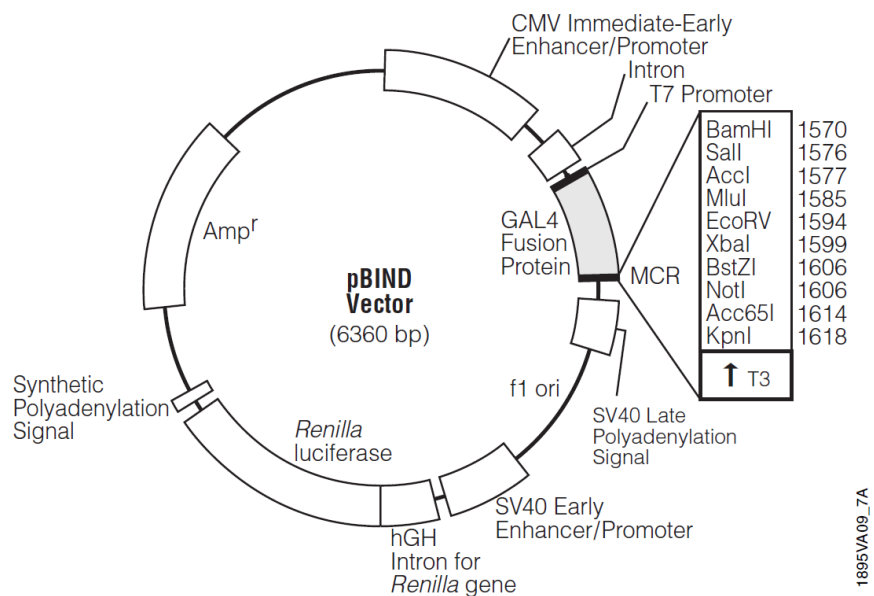 CMV Immediate-Early
Enhancer/Promoter
Intron
T7 Promoter
BamHI 1570
SalI 1576
AccI 1577
MluI 1585
EcoRV 1594
XbaI 1599
BstZI 1606
NotI 1606
Acc65I 1614
KpnI 1618
↑ T3
GAL4
Fusion
Protein
MCR
Ampr
pBIND
Vector
(6360 bp)
f1 ori
SV40 Late
Polyadenylation
Signal
Synthetic
Polyadenylation
Signal
Renilla
luciferase
SV40 Early
Enhancer/Promoter
hGH
Intron for
Renilla gene
1895VA09_7A